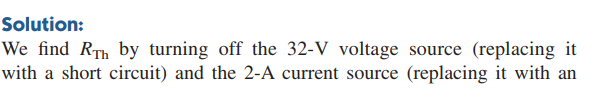 Solution:
We find RTh by turning off the 32-V voltage source (replacing it
with a short circuit) and the 2-A current source (replacing it with an